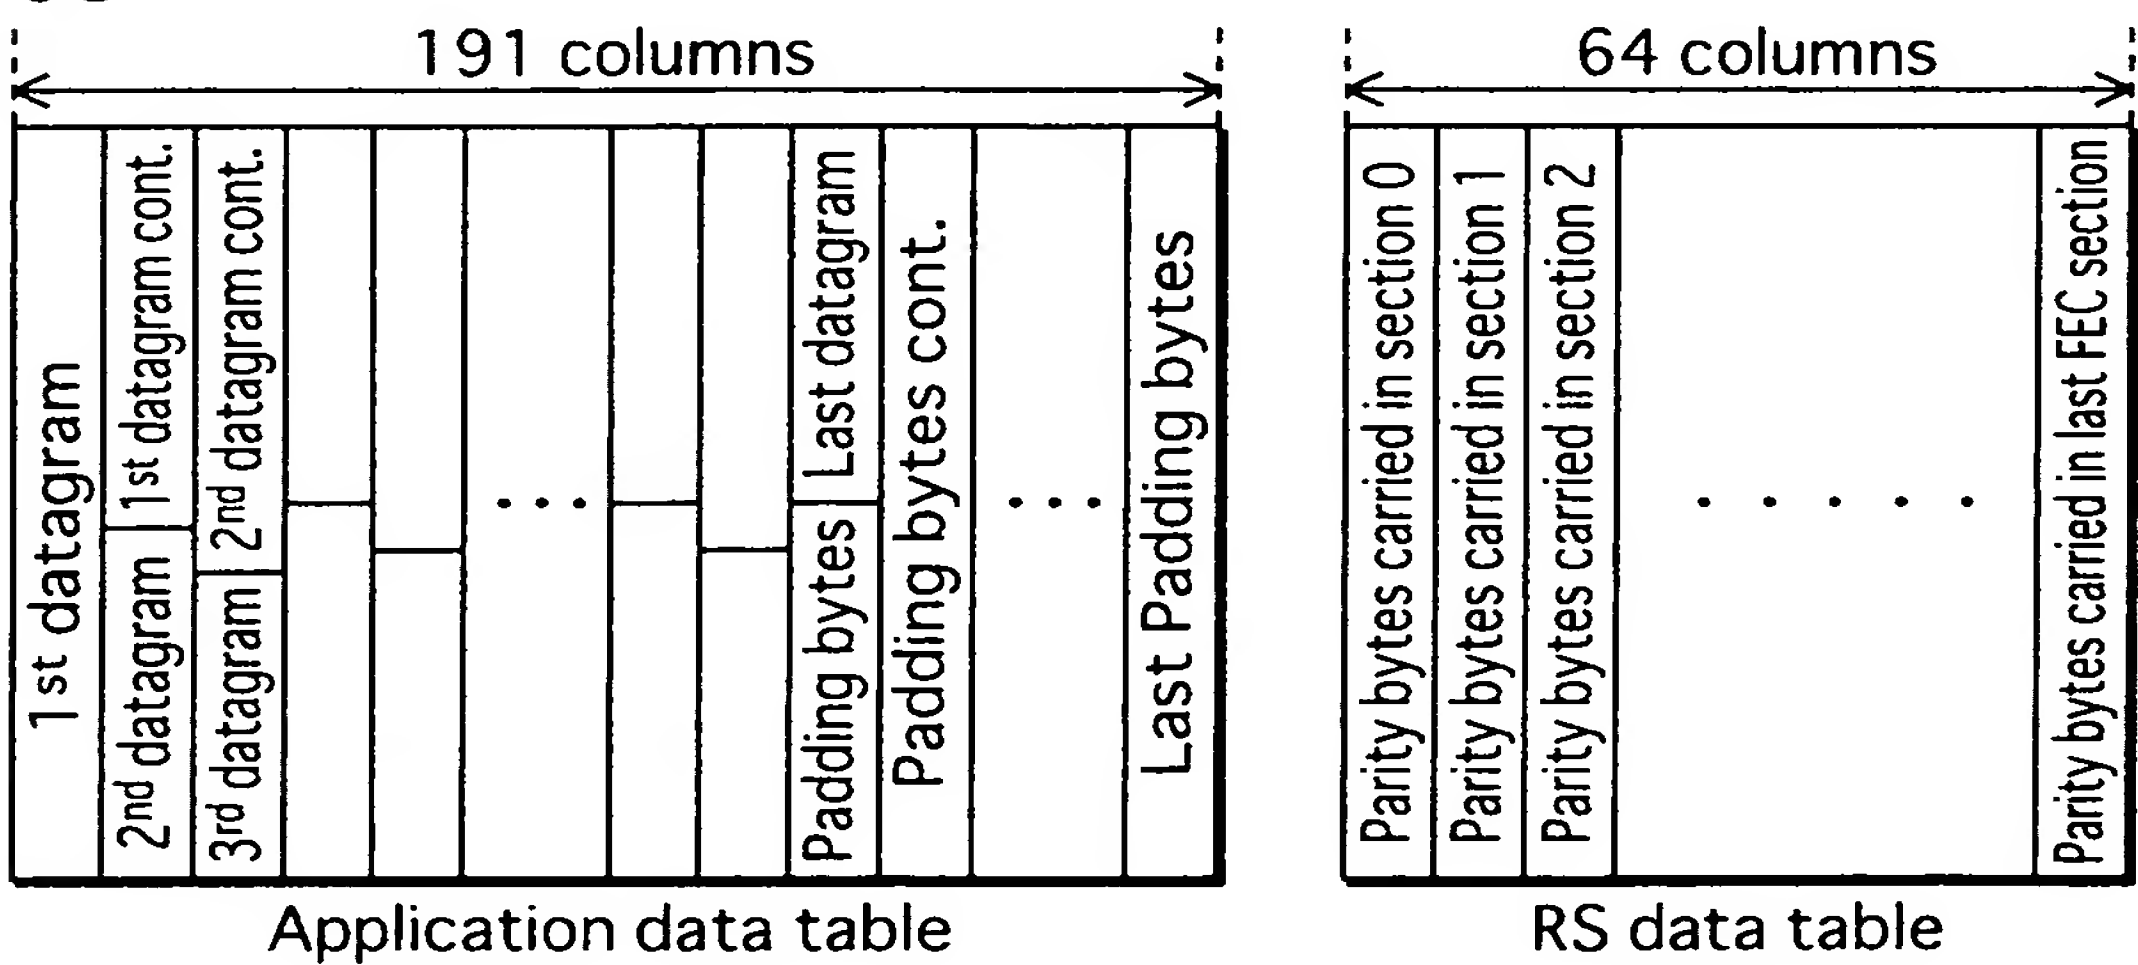 191 columns
64 columns
1st datagram
1st datagram cont.
2nd datagram
2nd datagram cont.
3rd datagram
. . .
Last datagram
Padding bytes
Padding bytes cont.
. . .
Last Padding bytes
Parity bytes carried in section 0
Parity bytes carried in section 1
Parity bytes carried in section 2
. . . . .
Parity bytes carried in last FEC section
Application data table
RS data table